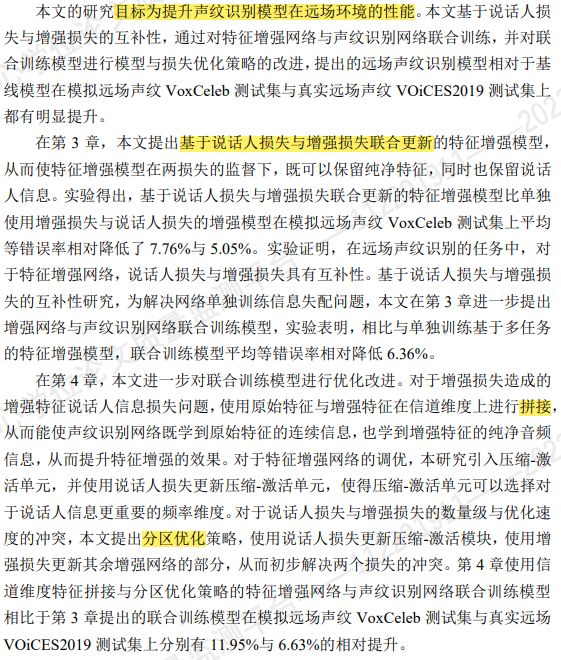 本文的研究目标为提升声纹识别模型在远场环境的性能。本文基于说话人损
失与增强损失的互补性，通过对特征增强网络与声纹识别网络联合训练，并对联
合训练模型进行模型与损失优化策略的改进，提出的远场声纹识别模型相对于基
线模型在模拟远场声纹 VoxCeleb 测试集与真实远场声纹 VOiCES2019 测试集上
都有明显提升。
在第 3 章，本文提出基于说话人损失与增强损失联合更新的特征增强模型，
从而使特征增强模型在两损失的监督下，既可以保留纯净特征，同时也保留说话
人信息。实验得出，基于说话人损失与增强损失联合更新的特征增强模型比单独
使用增强损失与说话人损失的增强模型在模拟远场声纹 VoxCeleb 测试集上平均
等错误率相对降低了 7.76%与 5.05%。实验证明，在远场声纹识别的任务中，对
于特征增强网络，说话人损失与增强损失具有互补性。基于说话人损失与增强损
失的互补性研究，为解决网络单独训练信息失配问题，本文在第 3 章进一步提出
增强网络与声纹识别网络联合训练模型，实验表明，相比与单独训练基于多任务
的特征增强模型，联合训练模型平均等错误率相对降低 6.36%。
在第 4 章，本文进一步对联合训练模型进行优化改进。对于增强损失造成的
增强特征说话人信息损失问题，使用原始特征与增强特征在信道维度上进行拼接，
从而能使声纹识别网络既学到原始特征的连续信息，也学到增强特征的纯净音频
信息，从而提升特征增强的效果。对于特征增强网络的调优，本研究引入压缩-激
活单元，并使用说话人损失更新压缩-激活单元，使得压缩-激活单元可以选择对
于说话人信息更重要的频率维度。对于说话人损失与增强损失的数量级与优化速
度的冲突，本文提出分区优化策略，使用说话人损失更新压缩-激活模块，使用增
强损失更新其余增强网络的部分，从而初步解决两个损失的冲突。第 4 章使用信
道维度特征拼接与分区优化策略的特征增强网络与声纹识别网络联合训练模型
相比于第 3 章提出的联合训练模型在模拟远场声纹 VoxCeleb 测试集与真实远场
VOiCES2019 测试集上分别有 11.95%与 6.63%的相对提升。